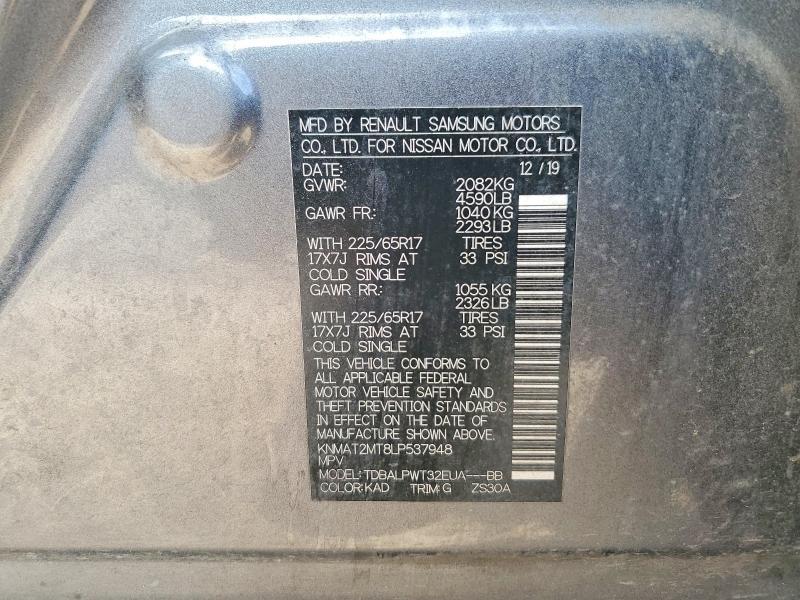 MFD BY RENAULT SAMSUNG MOTORS
CO., LTD. FOR NISSAN MOTOR CO., LTD.
DATE: 12 / 19
GVWR: 2082KG
4590LB
GAWR FR: 1040 KG
2293LB
WITH 225/65R17 TIRES
17X7J RIMS AT 33 PSI
COLD SINGLE
GAWR RR: 1055 KG
2326LB
WITH 225/65R17 TIRES
17X7J RIMS AT 33 PSI
COLD SINGLE
THIS VEHICLE CONFORMS TO
ALL APPLICABLE FEDERAL
MOTOR VEHICLE SAFETY AND
THEFT PREVENTION STANDARDS
IN EFFECT ON THE DATE OF
MANUFACTURE SHOWN ABOVE.
KNMAT2MT8LP537948
MPV
MODEL: TDBALPWT32EUA---BB
COLOR: KAD TRIM: G ZS30A